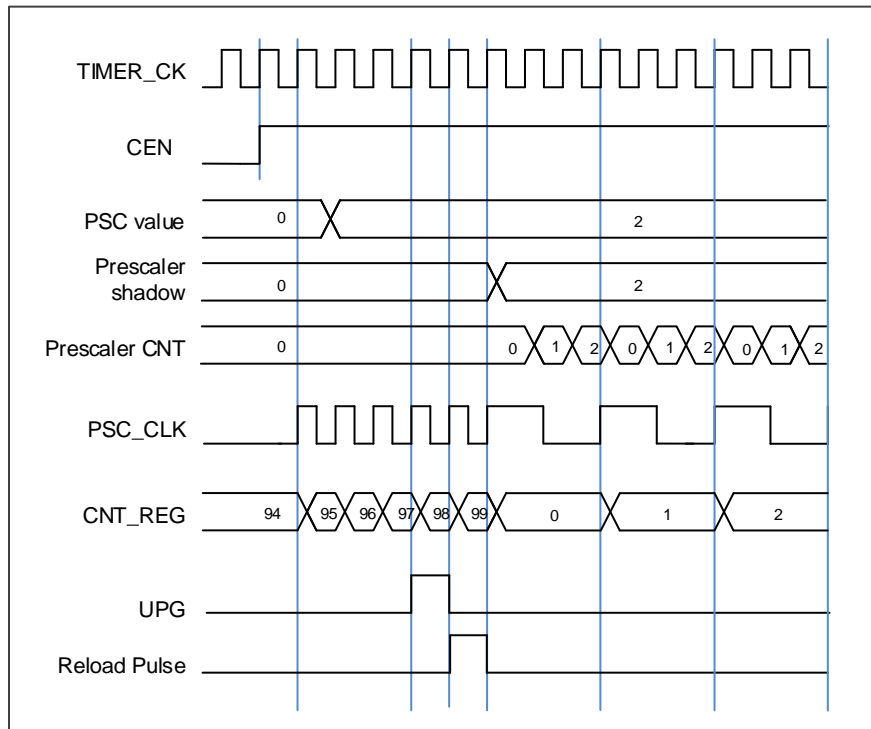 TIMER_CK
CEN
PSC value 0 2
Prescaler
shadow 0 2
Prescaler CNT 0 0 1 2 0 1 2 0 1 2
PSC_CLK
CNT_REG 94 95 96 97 98 99 0 1 2
UPG
Reload Pulse